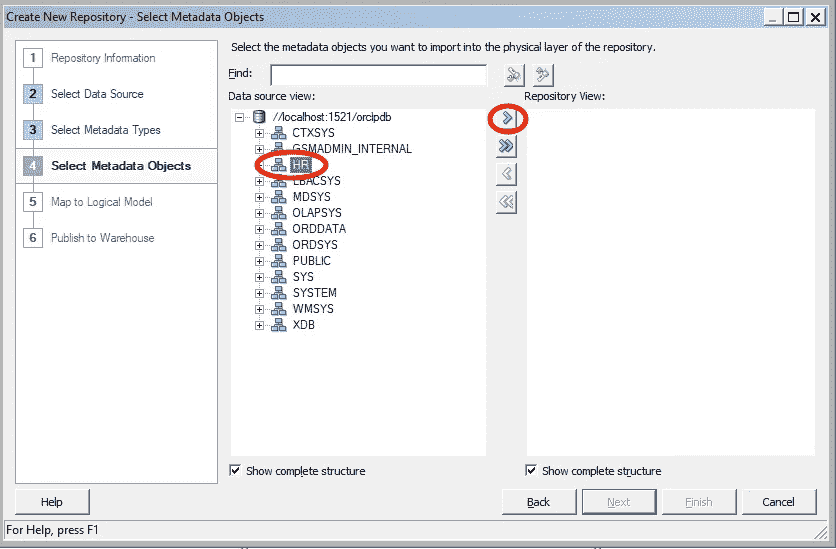 Create New Repository - Select Metadata Objects
1 Repository Information
2 Select Data Source
3 Select Metadata Types
4 Select Metadata Objects
5 Map to Logical Model
6 Publish to Warehouse
Select the metadata objects you want to import into the physical layer of the repository.
Find:
Data source view:
//localhost:1521/orclpdb
CTXSYS
GSMADMIN_INTERNAL
HR
LBACSYS
MDSYS
OLAPSYS
ORDDATA
ORDSYS
PUBLIC
SYS
SYSTEM
WMSYS
XDB
Show complete structure
Repository View:
Show complete structure
Help
Back
Next
Finish
Cancel
For Help, press F1